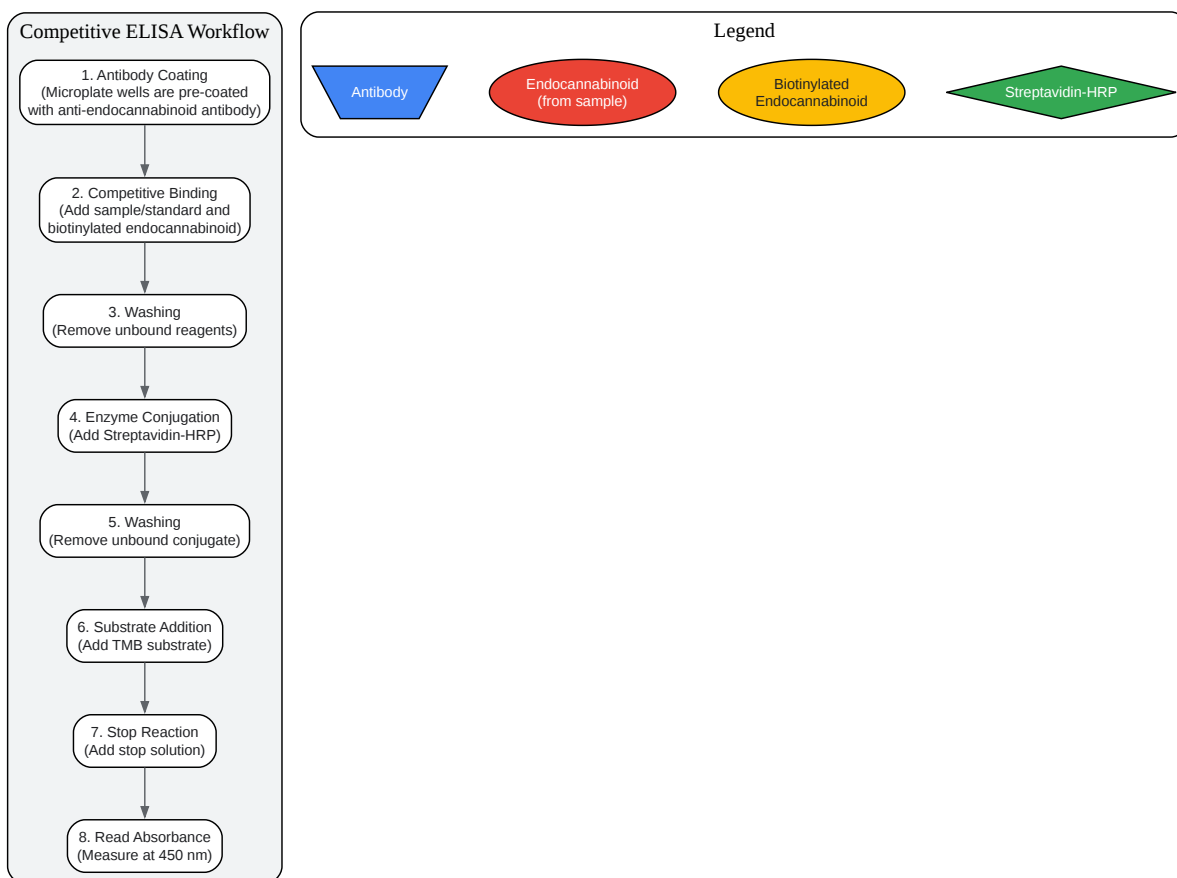 Competitive ELISA Workflow
1. Antibody Coating
(Microplate wells are pre-coated
with anti-endocannabinoid antibody)
2. Competitive Binding
(Add sample/standard and
biotinylated endocannabinoid)
3. Washing
(Remove unbound reagents)
4. Enzyme Conjugation
(Add Streptavidin-HRP)
5. Washing
(Remove unbound conjugate)
6. Substrate Addition
(Add TMB substrate)
7. Stop Reaction
(Add stop solution)
8. Read Absorbance
(Measure at 450 nm)
Legend
Antibody
Endocannabinoid
(from sample)
Biotinylated
Endocannabinoid
Streptavidin-HRP